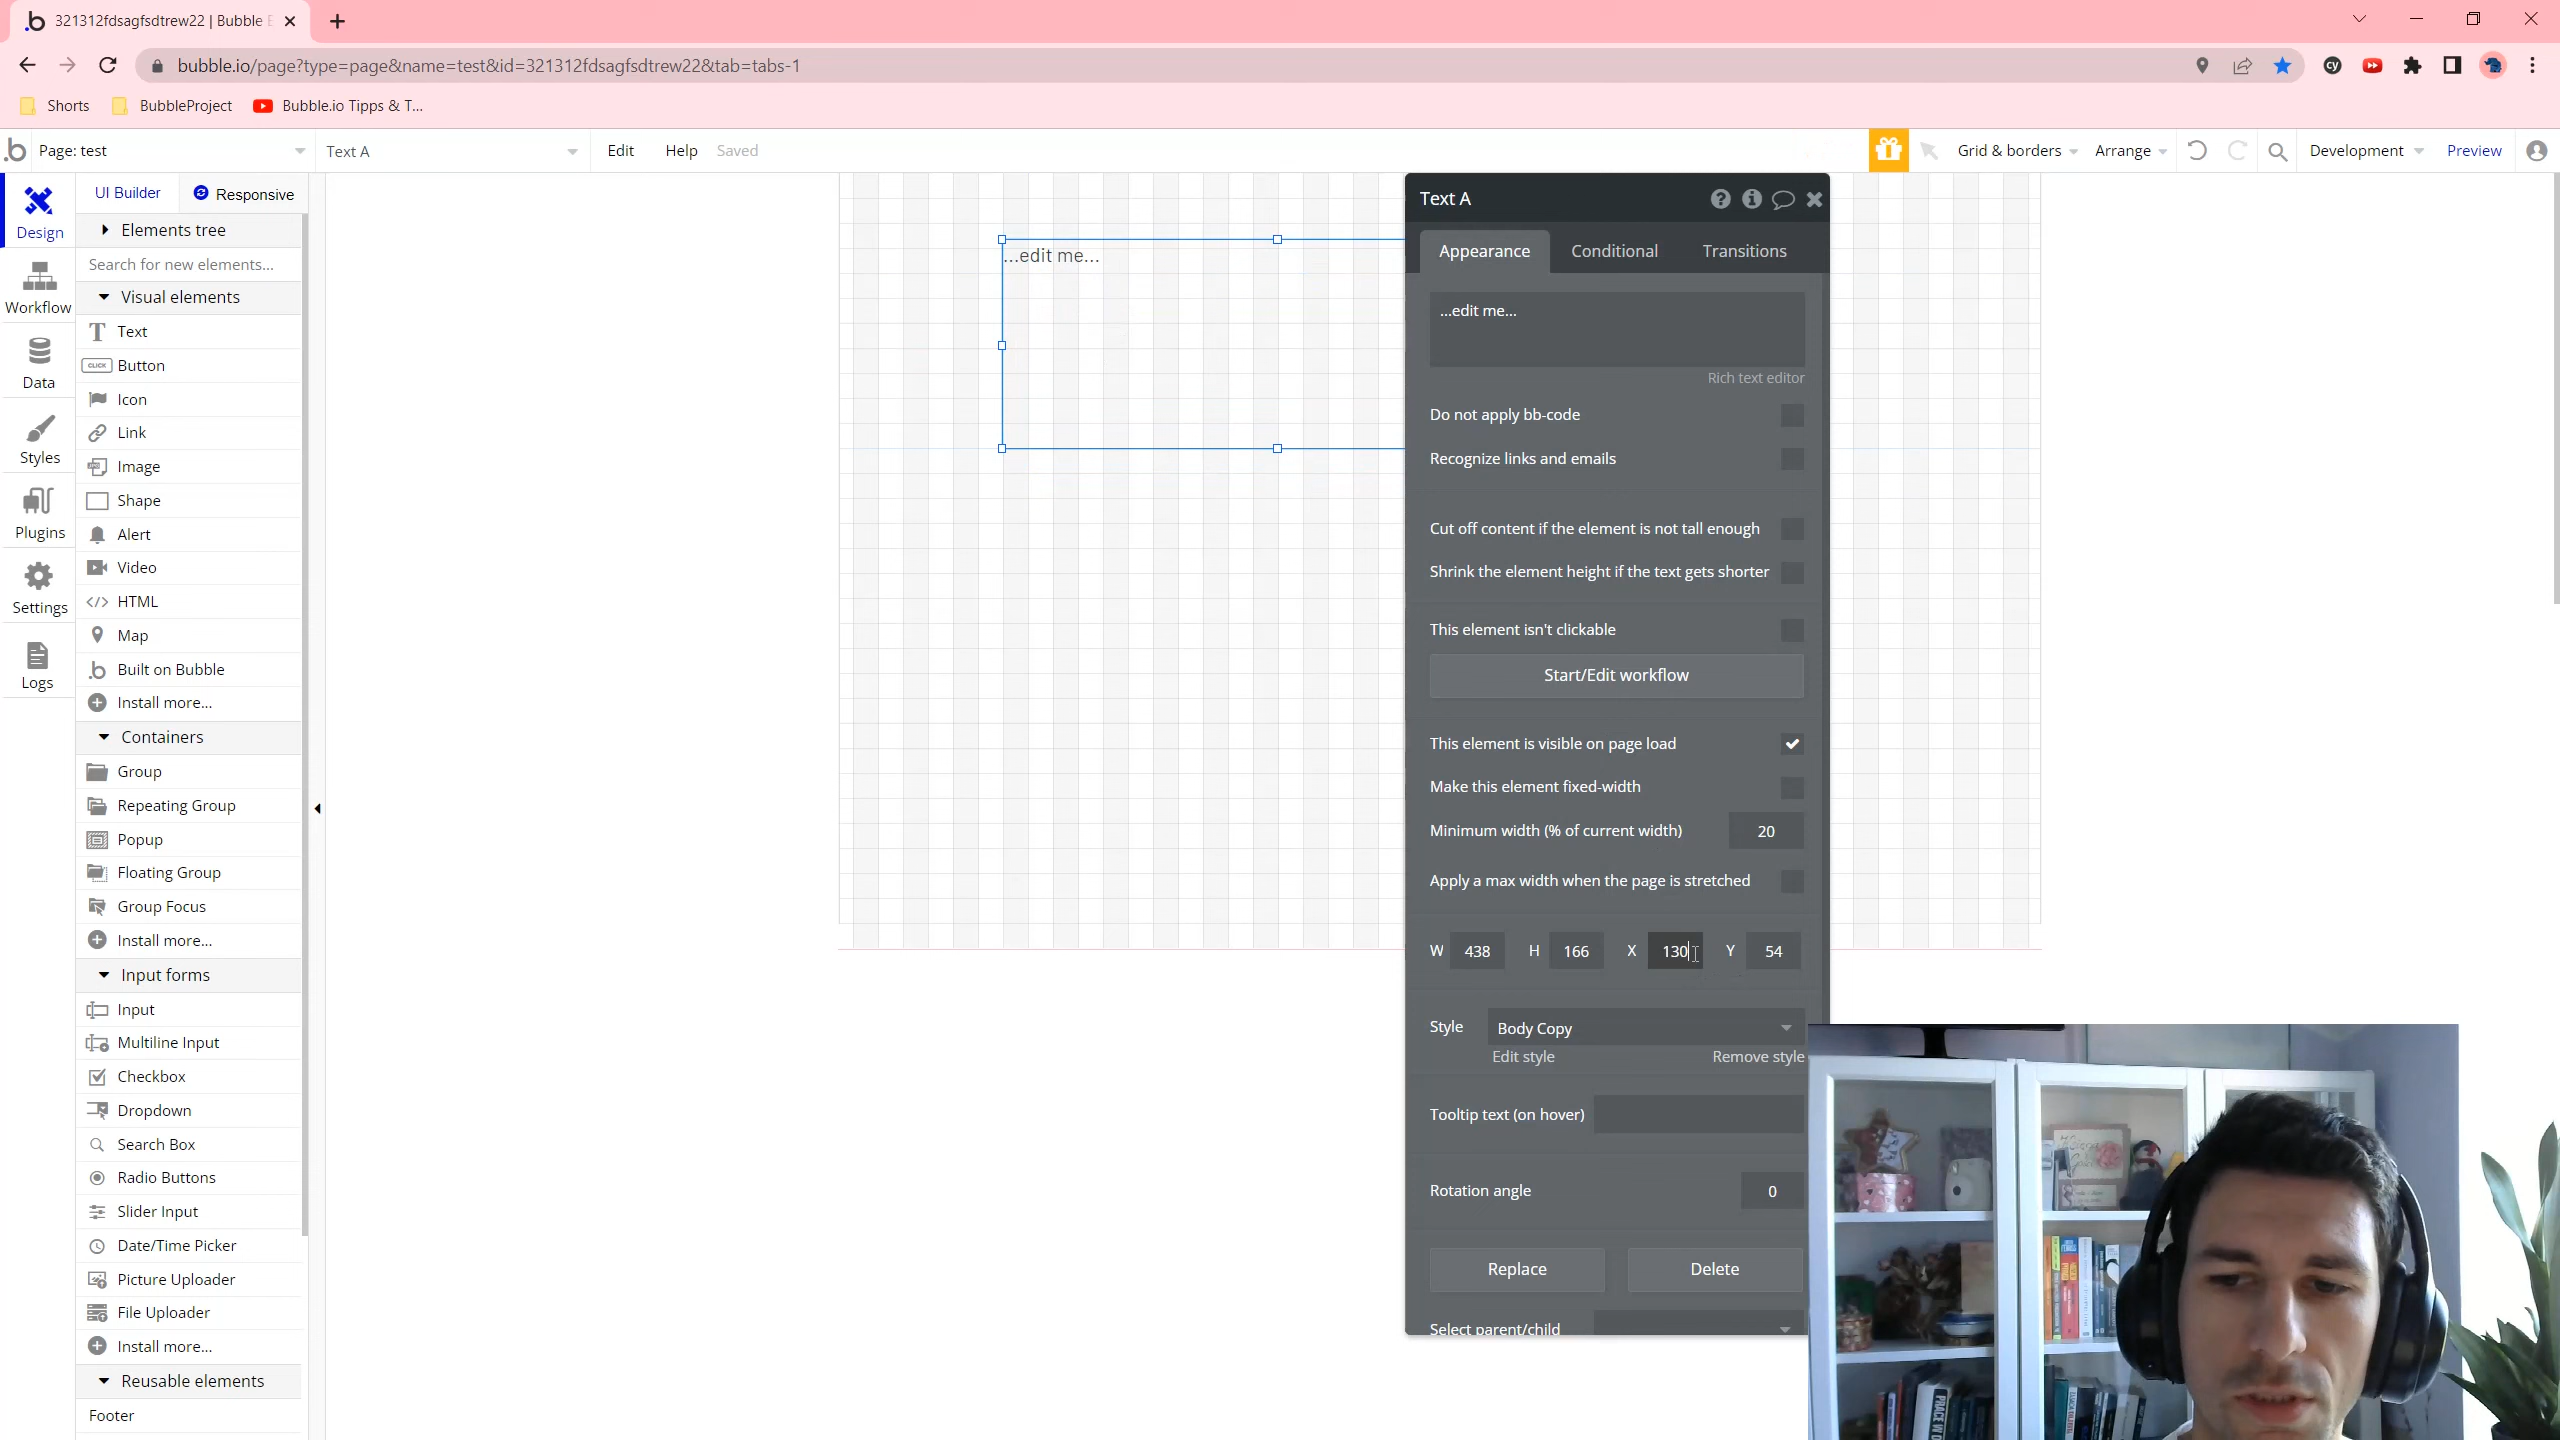 321312fdsagfsdtrew22 | Bubble E
bubble.io/page?type=page&name=test&id=321312fdsagfsdtrew22&tab=tabs-1
Shorts
BubbleProject
Bubble.io Tipps & T...
Page: test
Text A
Edit
Help
Saved
Grid & borders
Arrange
Development
Preview
Design
Workflow
Data
Styles
Plugins
Settings
Logs
UI Builder
Responsive
Elements tree
Search for new elements...
Visual elements
Text
CLICK
Button
Icon
Link
Image
Shape
Alert
Video
HTML
Map
Built on Bubble
Install more...
Containers
Group
Repeating Group
Popup
Floating Group
Group Focus
Install more...
Input forms
Input
Multiline Input
Checkbox
Dropdown
Search Box
Radio Buttons
Slider Input
Date/Time Picker
Picture Uploader
File Uploader
Install more...
Reusable elements
Footer
...edit me...
Text A
Appearance
Conditional
Transitions
...edit me...
Rich text editor
Do not apply bb-code
Recognize links and emails
Cut off content if the element is not tall enough
Shrink the element height if the text gets shorter
This element isn't clickable
Start/Edit workflow
This element is visible on page load
Make this element fixed-width
Minimum width (% of current width) 20
Apply a max width when the page is stretched
W 438 H 166 X 130 Y 54
Style Body Copy
Edit style Remove style
Tooltip text (on hover)
Rotation angle 0
Replace Delete
Select parent/child